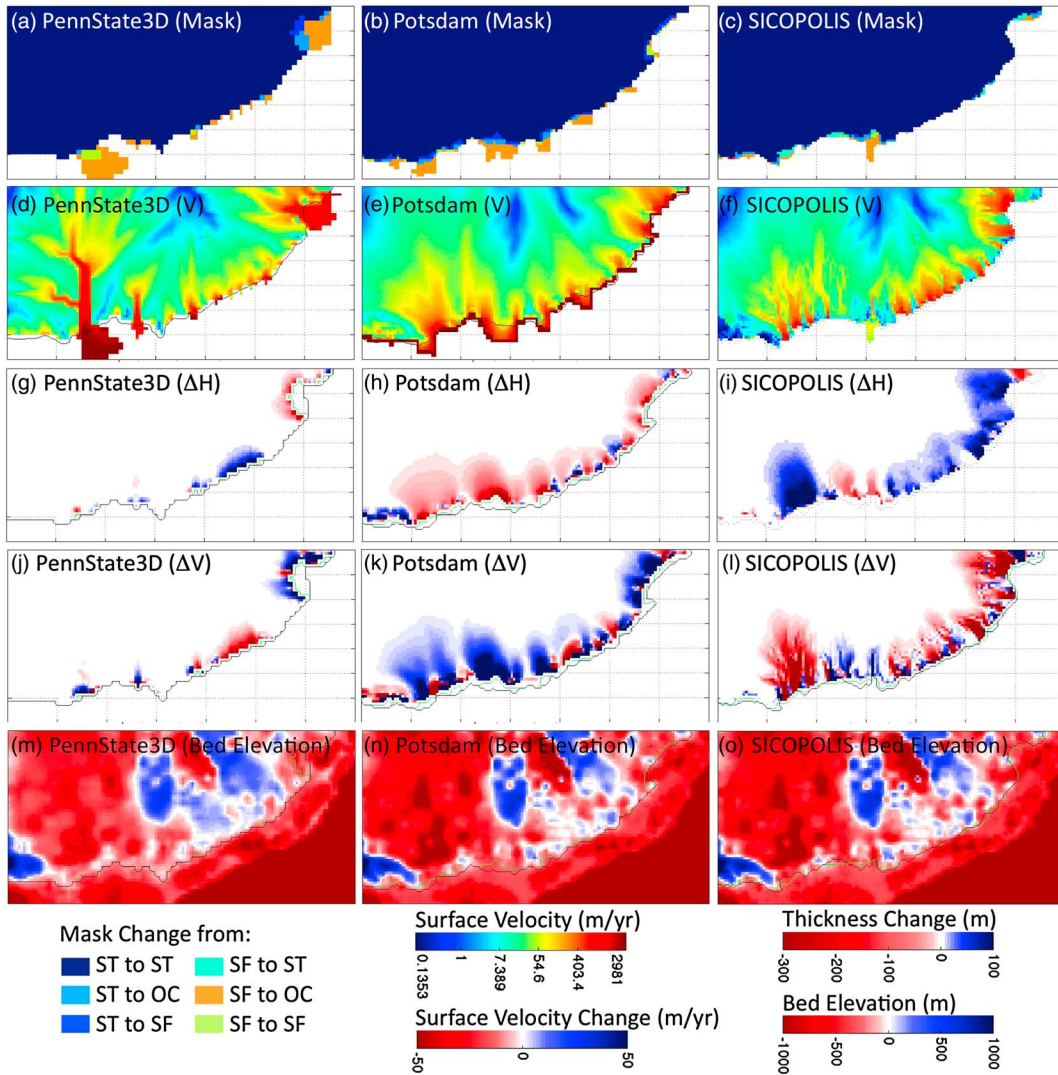 (a) PennState3D (Mask)
(b) Potsdam (Mask)
(c) SICOPOLIS (Mask)
(d) PennState3D (V)
(e) Potsdam (V)
(f) SICOPOLIS (V)
(g) PennState3D (ΔH)
(h) Potsdam (ΔH)
(i) SICOPOLIS (ΔH)
(j) PennState3D (ΔV)
(k) Potsdam (ΔV)
(l) SICOPOLIS (ΔV)
(m) PennState3D (Bed Elevation)
(n) Potsdam (Bed Elevation)
(o) SICOPOLIS (Bed Elevation)
Mask Change from:
ST to ST
SF to ST
ST to OC
SF to OC
ST to SF
SF to SF
Surface Velocity (m/yr)
0.1353 1 7.389 54.6 403.4 2981
Surface Velocity Change (m/yr)
-50 0 50
Thickness Change (m)
-300 -200 -100 0 100
Bed Elevation (m)
-1000 0 1000